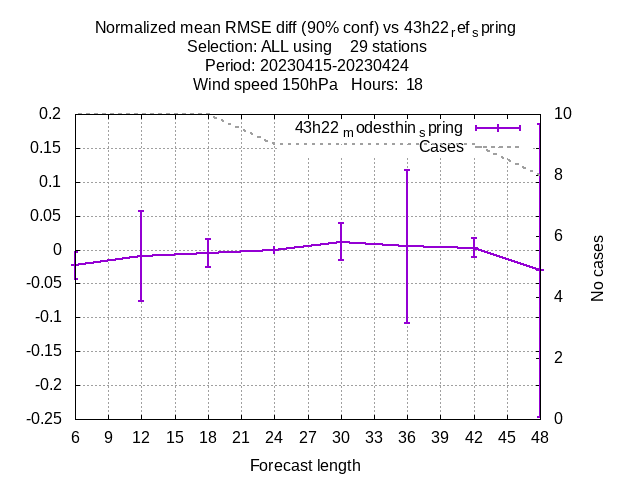 Normalized mean RMSE diff (90% conf) vs 43h22refspring
Selection: ALL using 29 stations
Period: 20230415-20230424
Wind speed 150hPa Hours: 18
43h22modesthinspring
Cases
0.2
0.15
0.1
0.05
0
-0.05
-0.1
-0.15
-0.2
-0.25
10
8
6
4
2
0
No cases
6 9 12 15 18 21 24 27 30 33 36 39 42 45 48
Forecast length